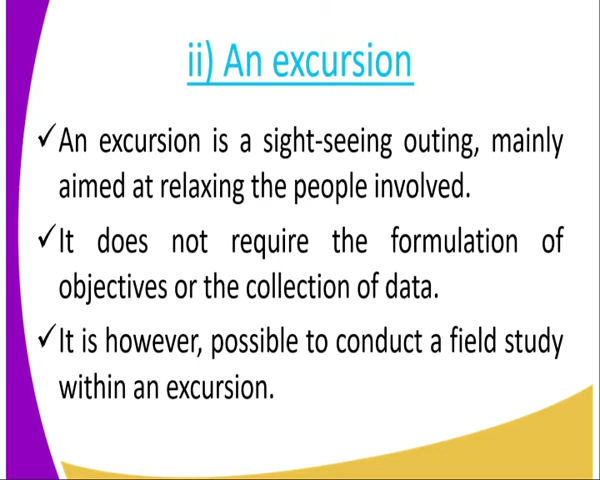 ii) An excursion
✓An excursion is a sight-seeing outing, mainly
aimed at relaxing the people involved.
✓It does not require the formulation of
objectives or the collection of data.
✓It is however, possible to conduct a field study
within an excursion.